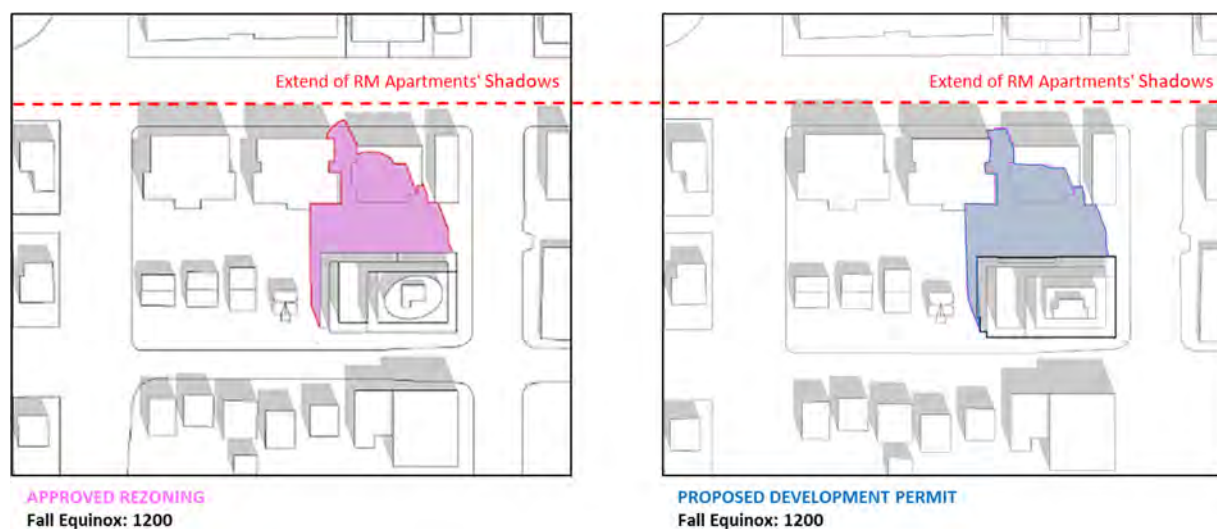 Extend of RM Apartments' Shadows
Extend of RM Apartments' Shadows
APPROVED REZONING
Fall Equinox: 1200
PROPOSED DEVELOPMENT PERMIT
Fall Equinox: 1200